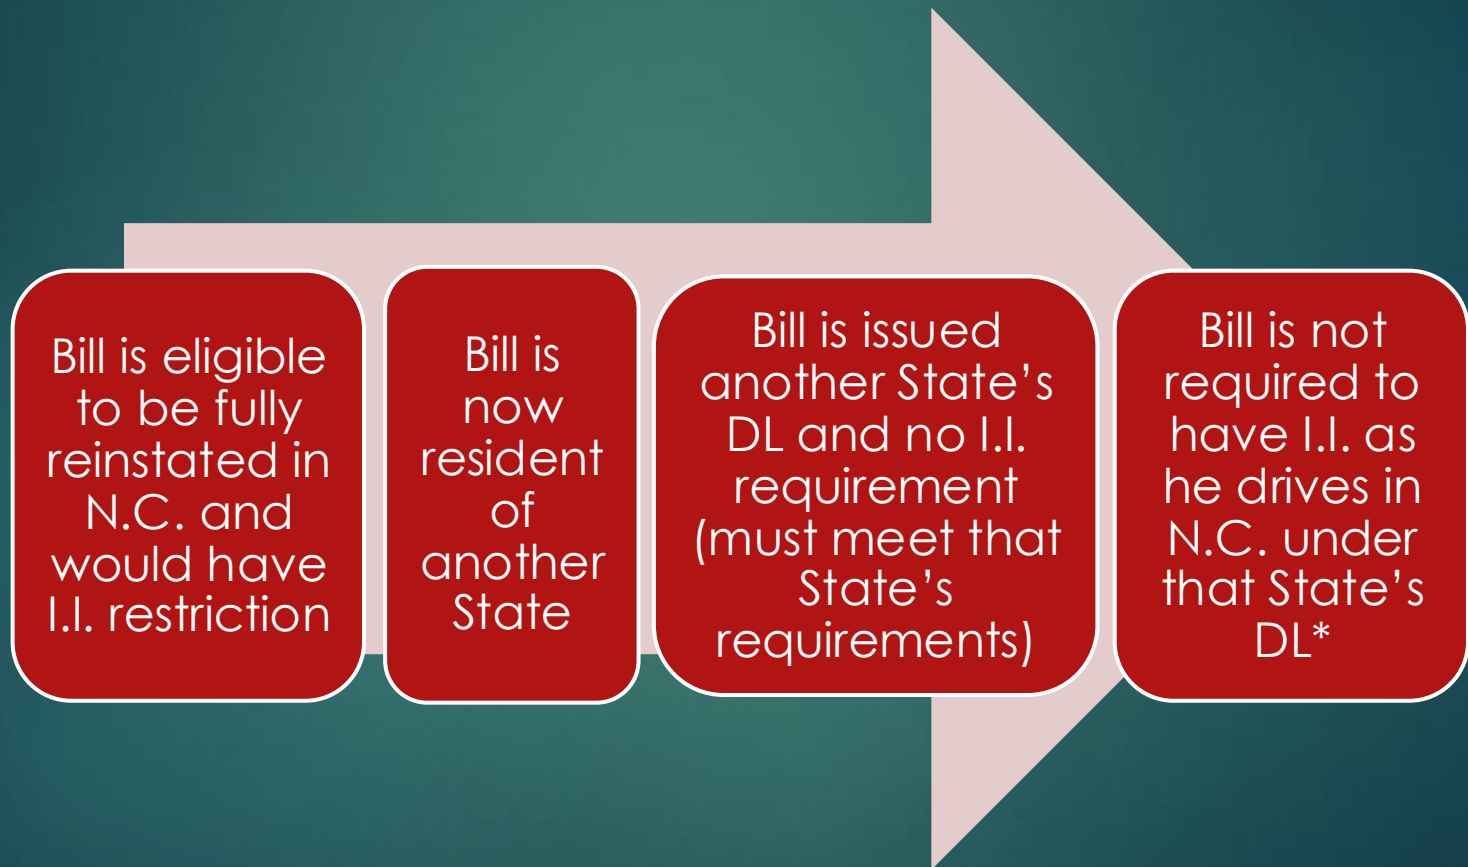 Bill is eligible
to be fully
reinstated in
N.C. and
would have
I.I. restriction
Bill is
now
resident
of
another
State
Bill is issued
another State’s
DL and no I.I.
requirement
(must meet that
State’s
requirements)
Bill is not
required to
have I.I. as
he drives in
N.C. under
that State’s
DL*